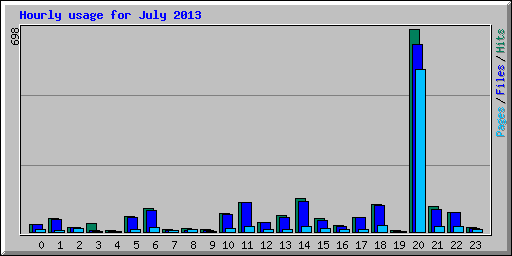 Hourly usage for July 2013
698
Pages/Files/Hits
0 1 2 3 4 5 6 7 8 9 10 11 12 13 14 15 16 17 18 19 20 21 22 23